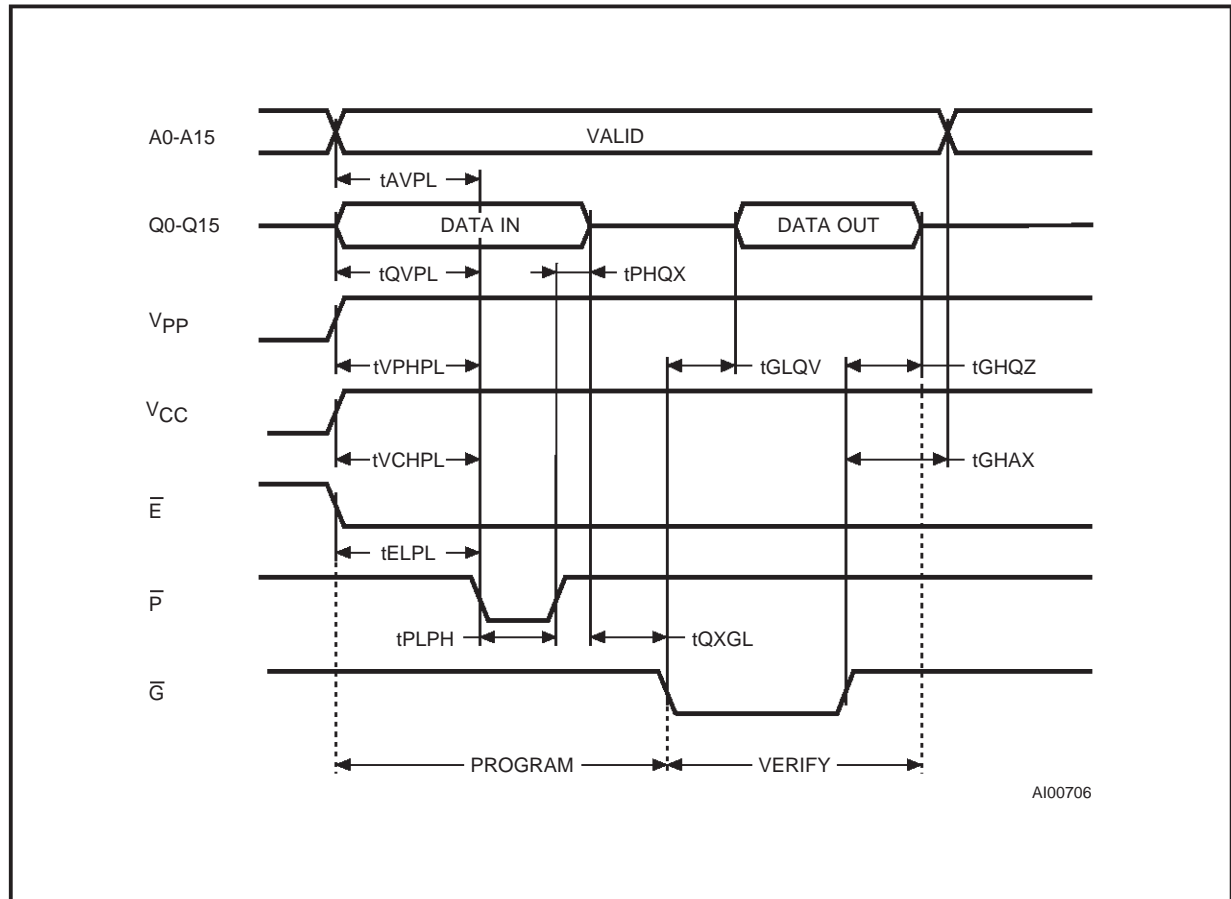 A0-A15
VALID
tAVPL
Q0-Q15
DATA IN
DATA OUT
tQVPL
tPHQX
VPP
tVPHPL
tGLQV
tGHQZ
VCC
tVCHPL
tGHAX
E̅
tELPL
P̅
tPLPH
tQXGL
G̅
PROGRAM
VERIFY
AI00706